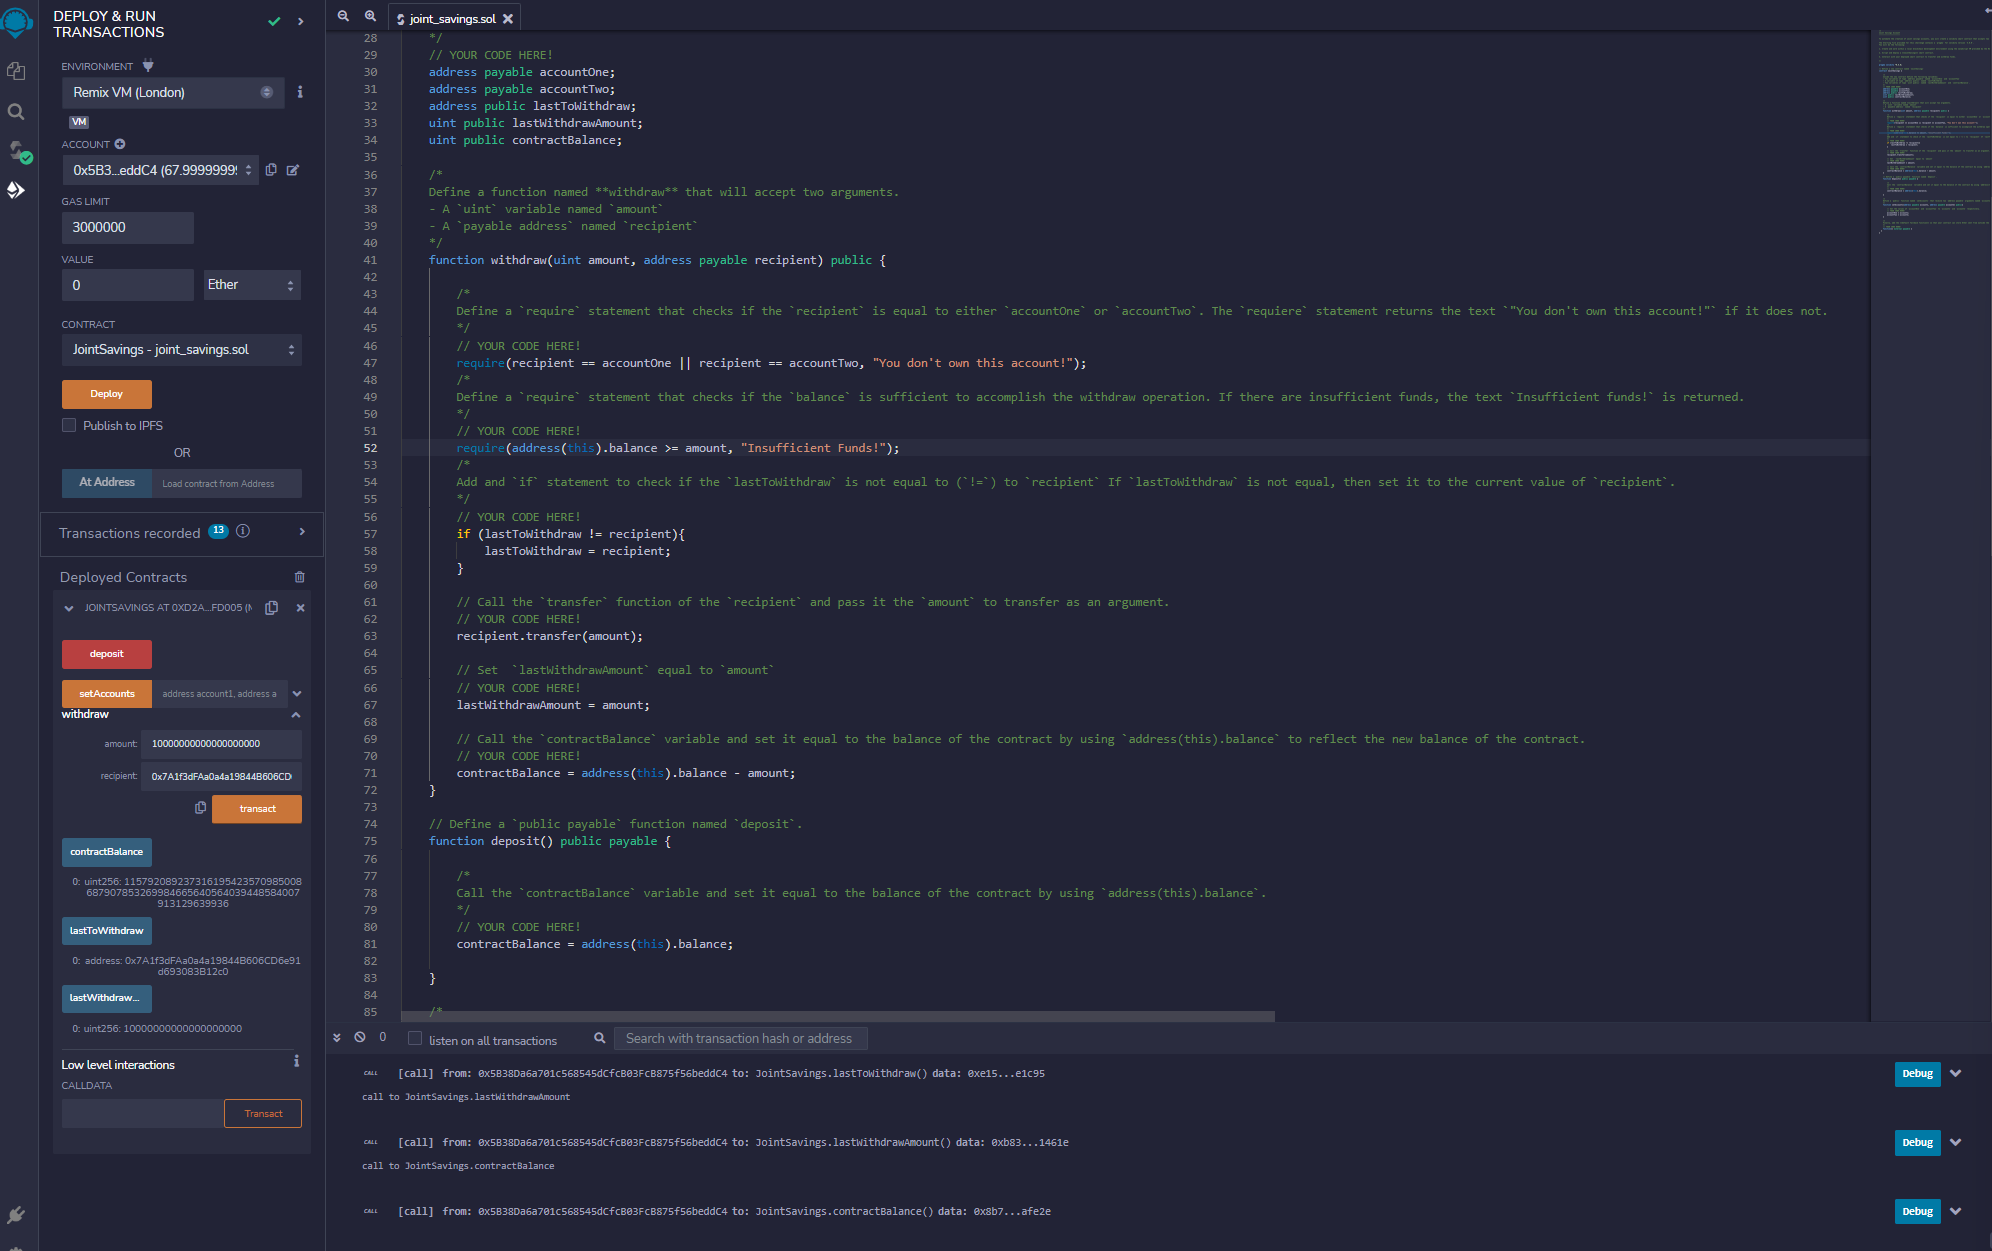 DEPLOY & RUN
TRANSACTIONS
ENVIRONMENT
Remix VM (London)
VM
ACCOUNT
0x5B3...eddC4 (67.99999999
GAS LIMIT
3000000
VALUE
0
Ether
CONTRACT
JointSavings - joint_savings.sol
Deploy
Publish to IPFS
OR
At Address
Load contract from Address
Transactions recorded 13
Deployed Contracts
JOINTSAVINGS AT 0XD2A...FD005 (M
deposit
setAccounts address account1, address a
withdraw
amount: 10000000000000000000
recipient: 0x7A1f3dFAa0a4a19844B606CD
transact
contractBalance
0: uint256: 115792089237316195423570985008
687907853269984665640564039448584007
913129639936
lastToWithdraw
0: address: 0x7A1f3dFAa0a4a19844B606CD6e91
d693083B12c0
lastWithdraw...
0: uint256: 10000000000000000000
Low level interactions
CALLDATA
Transact
joint_savings.sol
28 */
29 // YOUR CODE HERE!
30 address payable accountOne;
31 address payable accountTwo;
32 address public lastToWithdraw;
33 uint public lastWithdrawAmount;
34 uint public contractBalance;
35
36 /*
37 Define a function named **withdraw** that will accept two arguments.
38 - A `uint` variable named `amount`
39 - A `payable address` named `recipient`
40 */
41 function withdraw(uint amount, address payable recipient) public {
42
43 /*
44 Define a `require` statement that checks if the `recipient` is equal to either `accountOne` or `accountTwo`. The `requiere` statement returns the text `"You don't own this account!"` if it does not.
45 */
46 // YOUR CODE HERE!
47 require(recipient == accountOne || recipient == accountTwo, "You don't own this account!");
48 /*
49 Define a `require` statement that checks if the `balance` is sufficient to accomplish the withdraw operation. If there are insufficient funds, the text `Insufficient funds!` is returned.
50 */
51 // YOUR CODE HERE!
52 require(address(this).balance >= amount, "Insufficient Funds!");
53 /*
54 Add and `if` statement to check if the `lastToWithdraw` is not equal to (`!=`) to `recipient` If `lastToWithdraw` is not equal, then set it to the current value of `recipient`.
55 */
56 // YOUR CODE HERE!
57 if (lastToWithdraw != recipient){
58 lastToWithdraw = recipient;
59 }
60
61 // Call the `transfer` function of the `recipient` and pass it the `amount` to transfer as an argument.
62 // YOUR CODE HERE!
63 recipient.transfer(amount);
64
65 // Set  `lastWithdrawAmount` equal to `amount`
66 // YOUR CODE HERE!
67 lastWithdrawAmount = amount;
68
69 // Call the `contractBalance` variable and set it equal to the balance of the contract by using `address(this).balance` to reflect the new balance of the contract.
70 // YOUR CODE HERE!
71 contractBalance = address(this).balance - amount;
72 }
73
74 // Define a `public payable` function named `deposit`.
75 function deposit() public payable {
76
77 /*
78 Call the `contractBalance` variable and set it equal to the balance of the contract by using `address(this).balance`.
79 */
80 // YOUR CODE HERE!
81 contractBalance = address(this).balance;
82
83 }
84
85 /*
0 listen on all transactions Search with transaction hash or address
CALL [call] from: 0x5B38Da6a701c568545dCfcB03FcB875f56beddC4 to: JointSavings.lastToWithdraw() data: 0xe15...e1c95 Debug
call to JointSavings.lastWithdrawAmount
CALL [call] from: 0x5B38Da6a701c568545dCfcB03FcB875f56beddC4 to: JointSavings.lastWithdrawAmount() data: 0xb83...1461e Debug
call to JointSavings.contractBalance
CALL [call] from: 0x5B38Da6a701c568545dCfcB03FcB875f56beddC4 to: JointSavings.contractBalance() data: 0x8b7...afe2e Debug